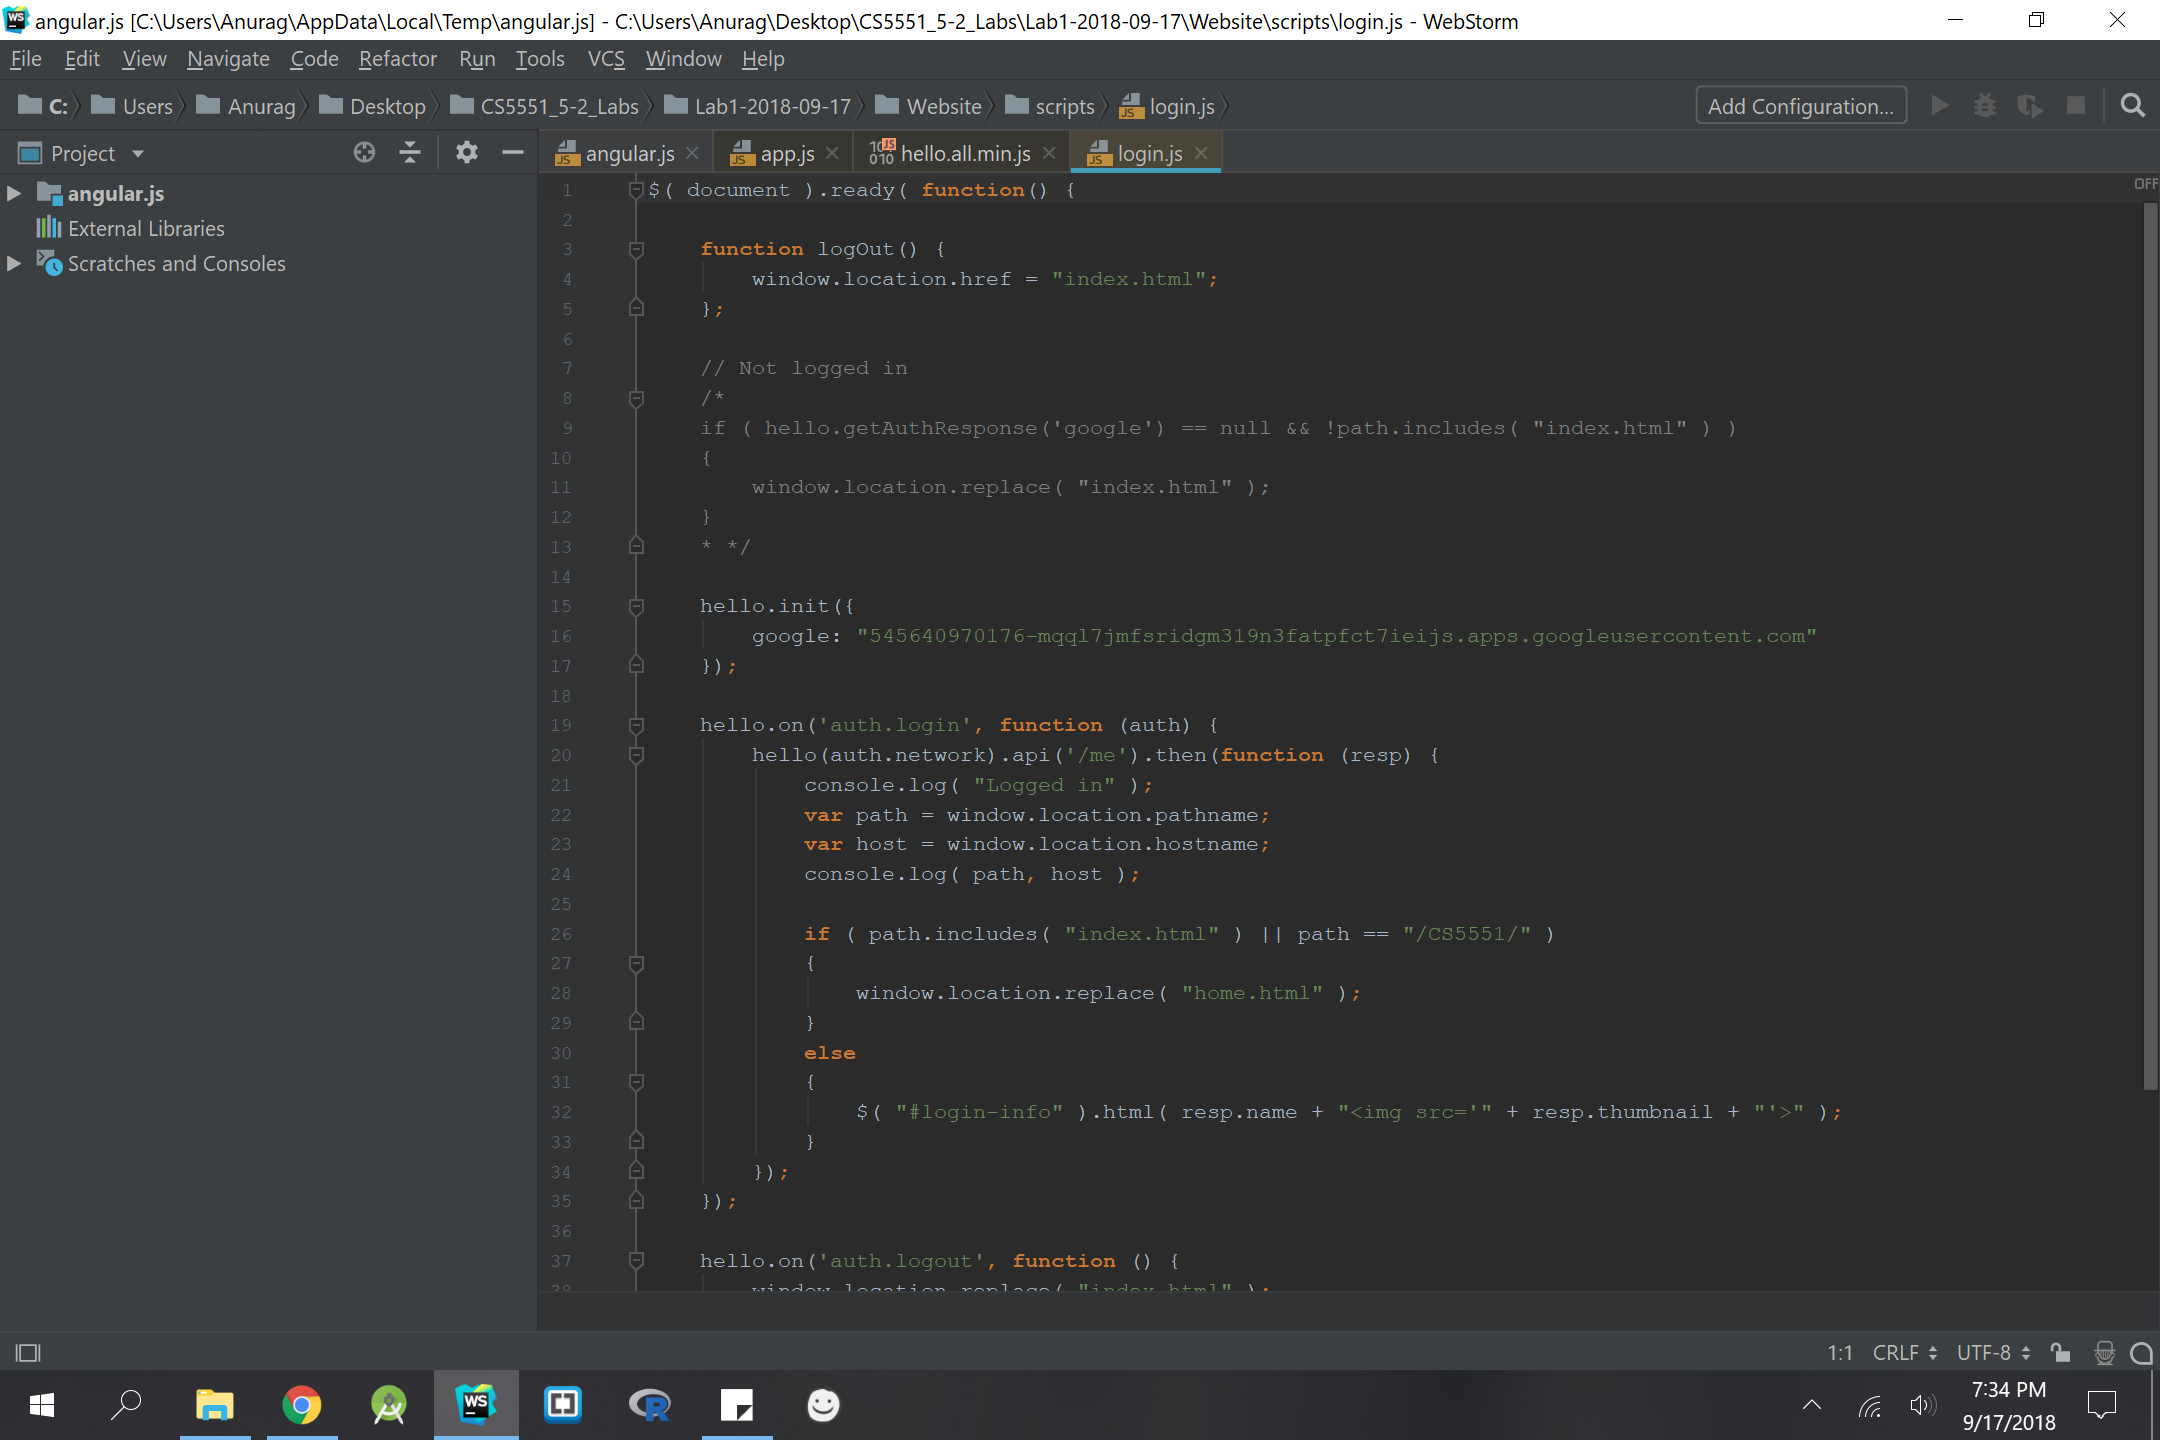 angular.js [C:\Users\Anurag\AppData\Local\Temp\angular.js] - C:\Users\Anurag\Desktop\CS5551_5-2_Labs\Lab1-2018-09-17\Website\scripts\login.js - WebStorm
File Edit View Navigate Code Refactor Run Tools VCS Window Help
C: Users Anurag Desktop CS5551_5-2_Labs Lab1-2018-09-17 Website scripts login.js Add Configuration...
Project angular.js app.js hello.all.min.js login.js
angular.js
External Libraries
Scratches and Consoles
OFF
1 $( document ).ready( function() {
2
3 function logOut() {
4 window.location.href = "index.html";
5 };
6
7 // Not logged in
8 /*
9 if ( hello.getAuthResponse('google') == null && !path.includes( "index.html" ) )
10 {
11 window.location.replace( "index.html" );
12 }
13 * */
14
15 hello.init({
16 google: "545640970176-mqql7jmfsridgm319n3fatpfct7ieijs.apps.googleusercontent.com"
17 });
18
19 hello.on('auth.login', function (auth) {
20 hello(auth.network).api('/me').then(function (resp) {
21 console.log( "Logged in" );
22 var path = window.location.pathname;
23 var host = window.location.hostname;
24 console.log( path, host );
25
26 if ( path.includes( "index.html" ) || path == "/CS5551/" )
27 {
28 window.location.replace( "home.html" );
29 }
30 else
31 {
32 $( "#login-info" ).html( resp.name + "<img src='" + resp.thumbnail + "'>" );
33 }
34 });
35 });
36
37 hello.on('auth.logout', function () {
38 window.location.replace( "index.html" );
1:1 CRLF UTF-8
7:34 PM
9/17/2018